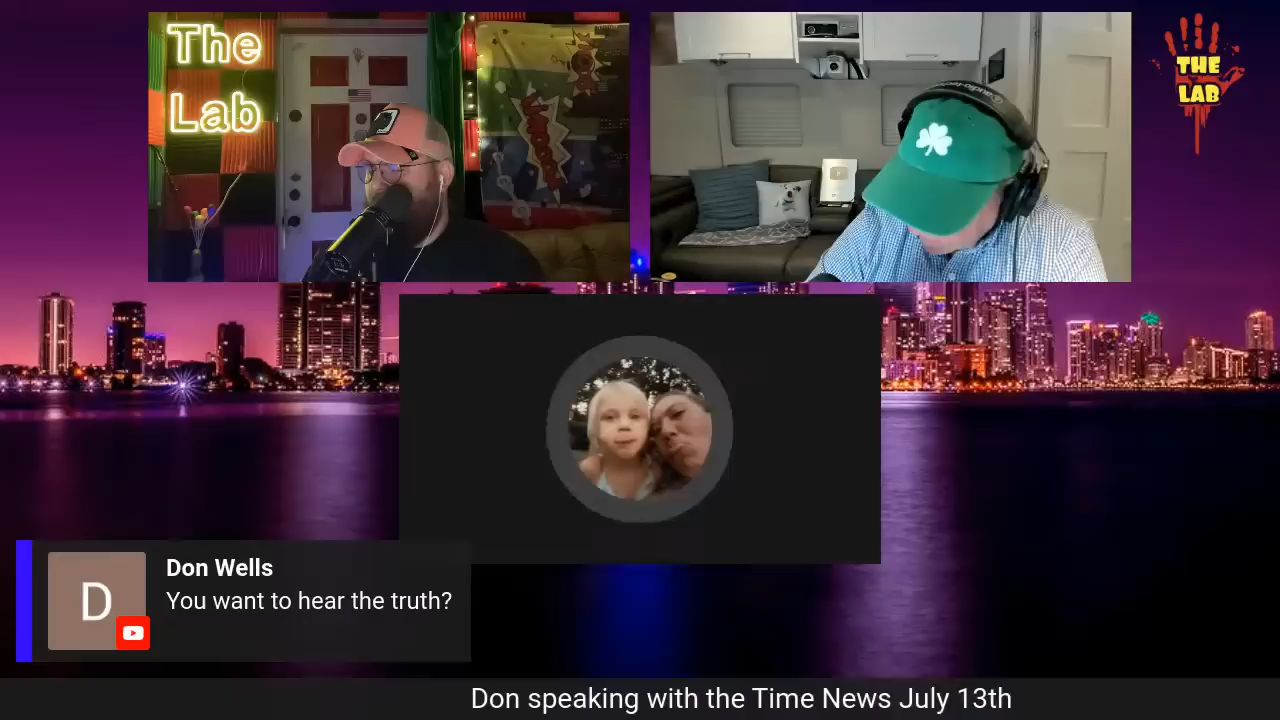 The
Lab
THE
LAB
D
Don Wells
You want to hear the truth?
Don speaking with the Time News July 13th